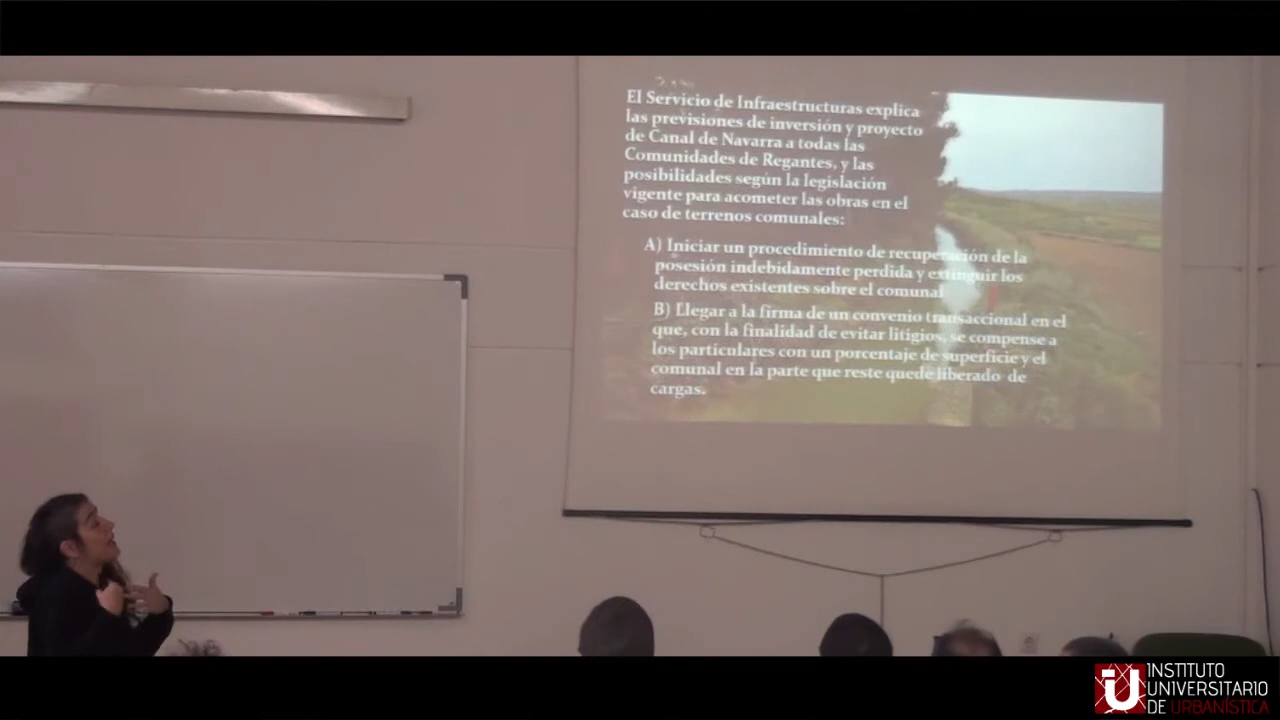 El Servicio de Infraestructuras explica
las previsiones de inversión y proyecto
de Canal de Navarra a todas las
Comunidades de Regantes, y las
posibilidades según la legislación
vigente para acometer las obras en el
caso de terrenos comunales:
A) Iniciar un procedimiento de recuperación de la
posesión indebidamente perdida y extinguir los
derechos existentes sobre el comunal
B) Llegar a la firma de un convenio transaccional en el
que, con la finalidad de evitar litigios, se compense a
los particulares con un porcentaje de superficie y el
comunal en la parte que reste quede liberado de
cargas.
iU INSTITUTO
UNIVERSITARIO
DE URBANÍSTICA